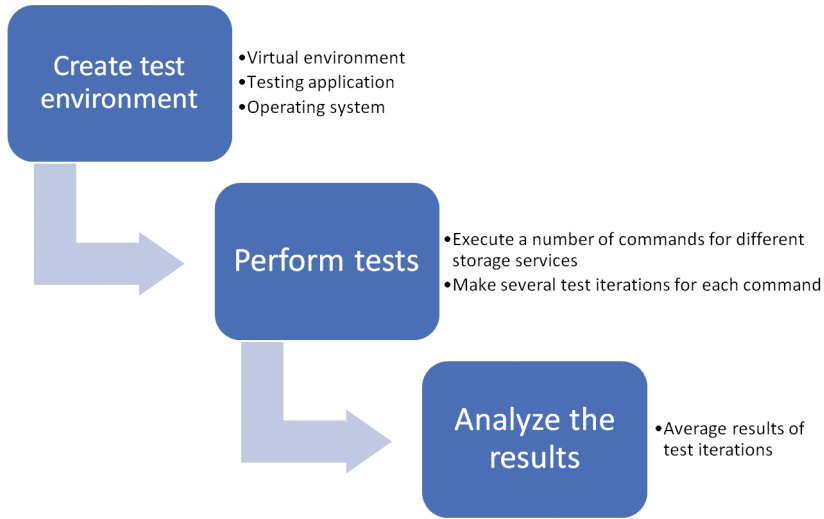 Create test
environment
•Virtual environment
•Testing application
•Operating system
Perform tests
•Execute a number of commands for different
storage services
•Make several test iterations for each command
Analyze the
results
•Average results of
test iterations